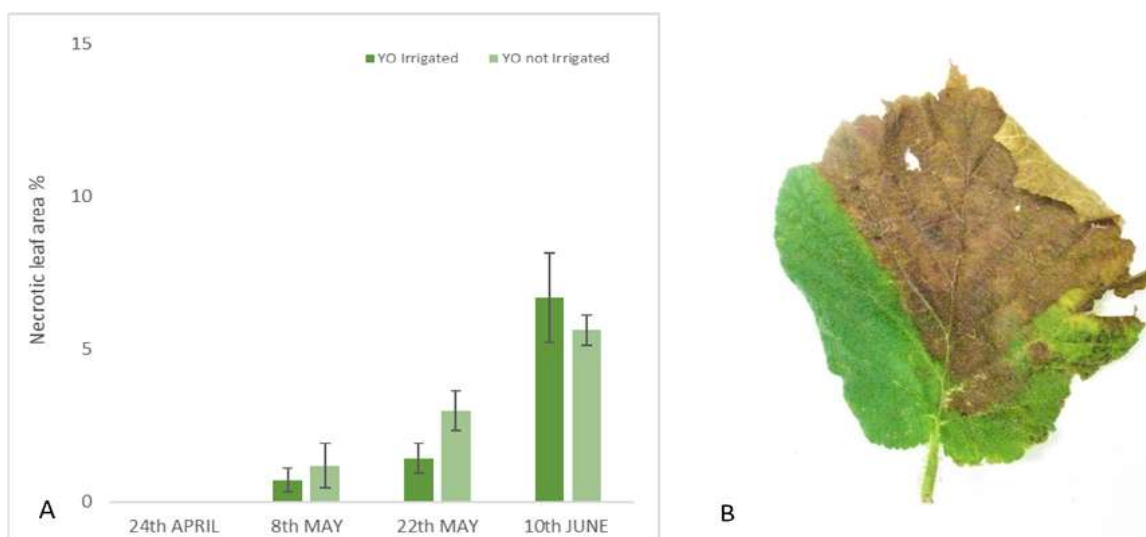 15
YO Irrigated YO not Irrigated
10
Necrotic leaf area %
5
0
A
24th APRIL 8th MAY 22th MAY 10th JUNE
B